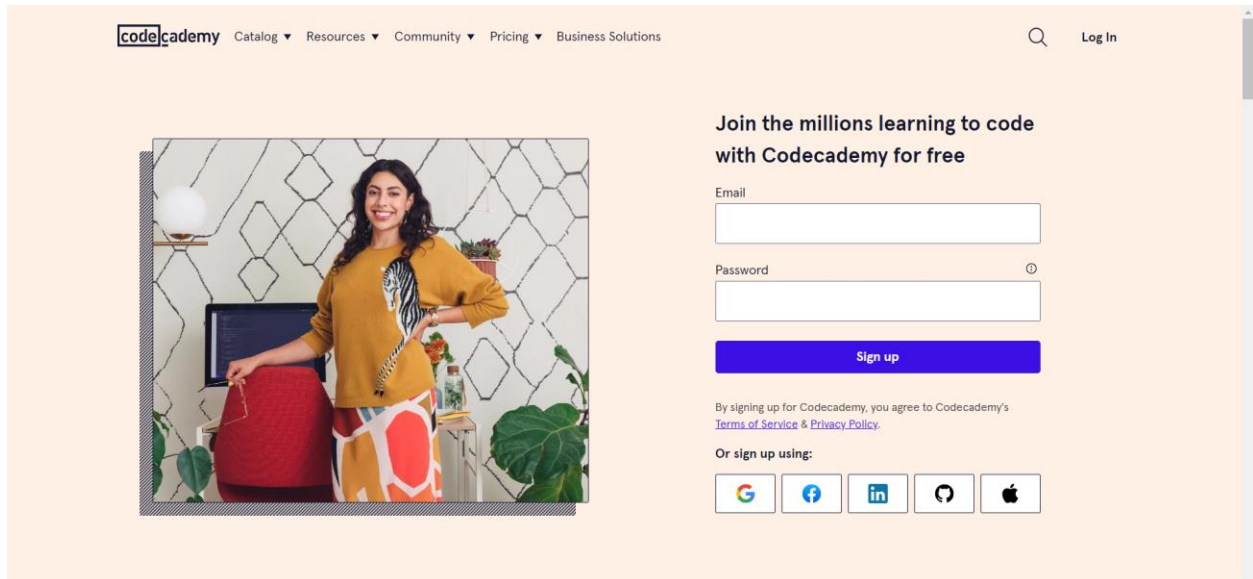 codecademy Catalog ▼ Resources ▼ Community ▼ Pricing ▼ Business Solutions Log In
Join the millions learning to code
with Codecademy for free
Email
Password
Sign up
By signing up for Codecademy, you agree to Codecademy's
Terms of Service & Privacy Policy.
Or sign up using:
in